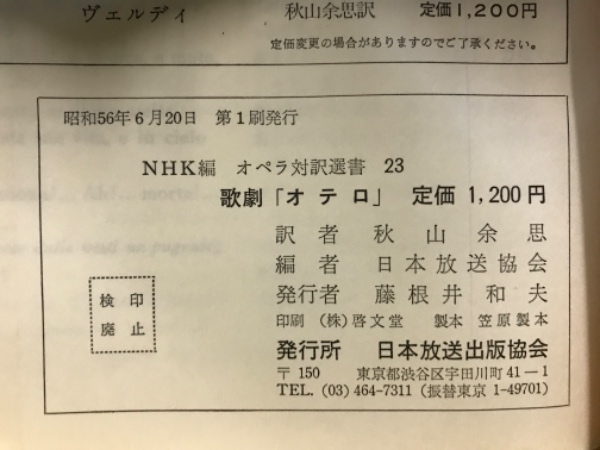 ヴェルディ 秋山余思訳 定価1,200円
定価変更の場合がありますのでご了承ください。
昭和56年6月20日 第1刷発行
NHK編 オペラ対訳選書 23
歌劇「オテロ」 定価 1,200円
訳者 秋山余思
編者 日本放送協会
発行者 藤根井和夫
検印
廃止
印刷 (株)啓文堂 製本 笠原製本
発行所 日本放送出版協会
〒150 東京都渋谷区宇田川町41－1
TEL. (03) 464-7311 (振替東京 1-49701)